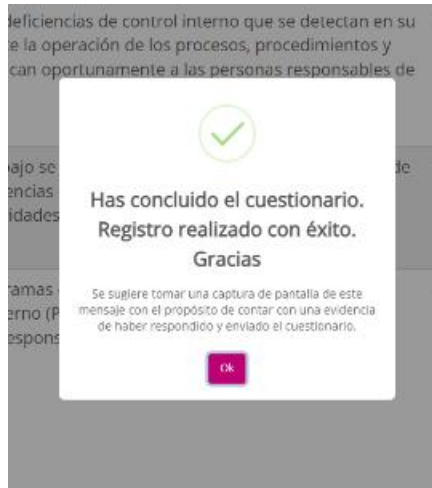 deficiencias de control interno que se detectan en su
te la operación de los procesos, procedimientos y
can oportunamente a las personas responsables de
bajo se
de
encias
idades
Has concluido el cuestionario.
Registro realizado con éxito.
Gracias
Se sugiere tomar una captura de pantalla de este
mensaje con el propósito de contar con una evidencia
de haber respondido y enviado el cuestionario.
Ok
ramas
erno (P
espons